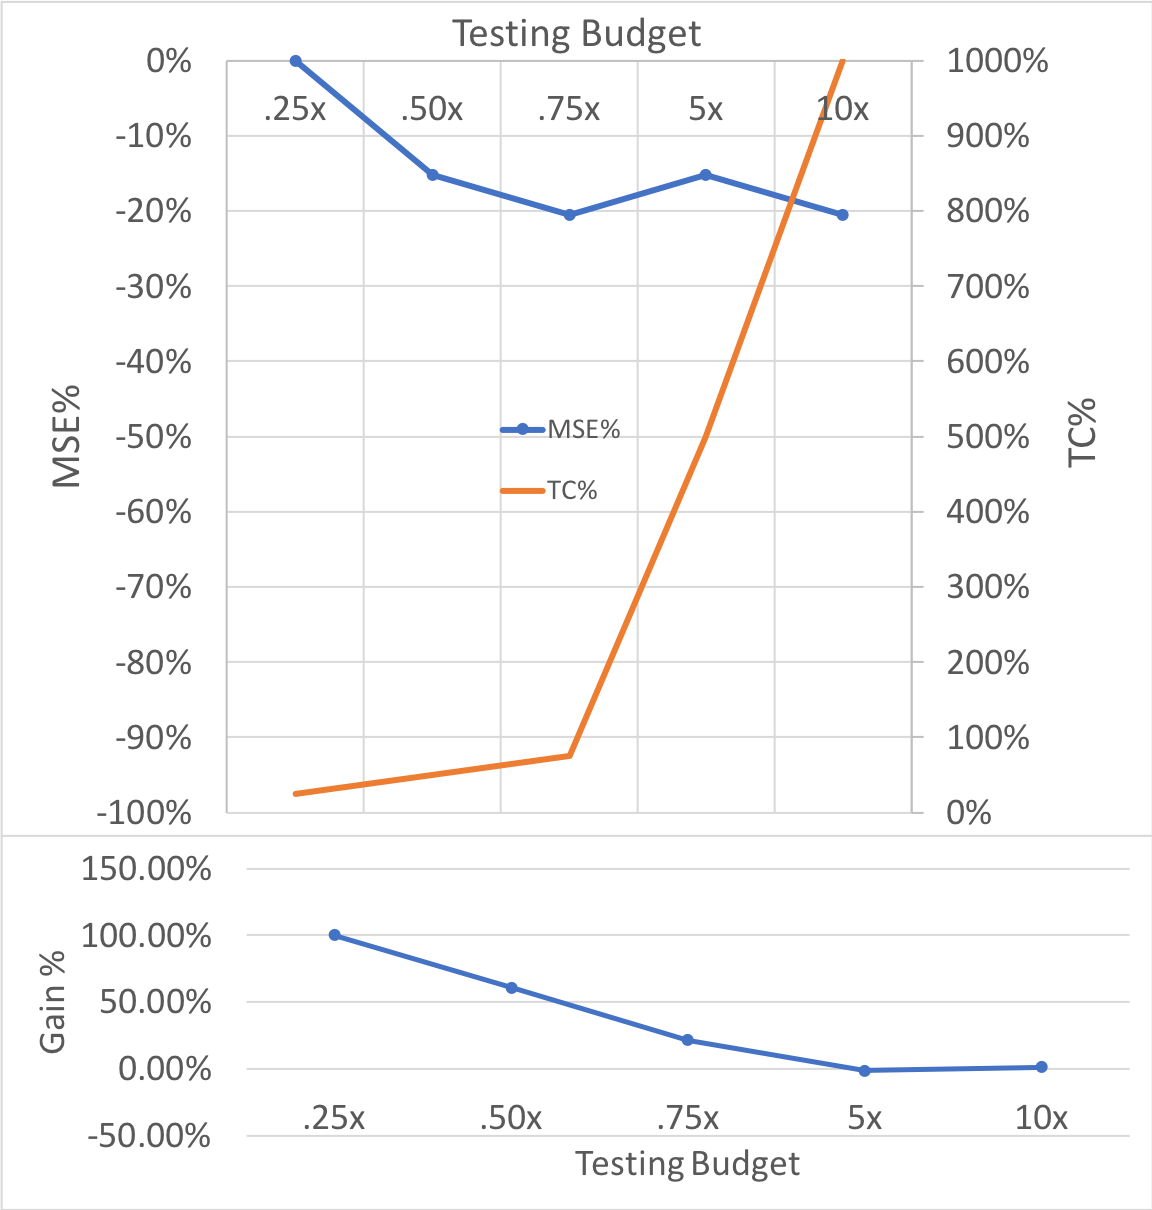 Testing Budget
0%
1000%
.25x
.50x
.75x
5x
10x
-10%
900%
-20%
800%
-30%
700%
-40%
600%
-50%
500%
-60%
400%
-70%
300%
-80%
200%
-90%
100%
-100%
0%
MSE%
TC%
MSE%
TC%
150.00%
100.00%
50.00%
0.00%
-50.00%
Gain %
.25x
.50x
.75x
5x
10x
Testing Budget